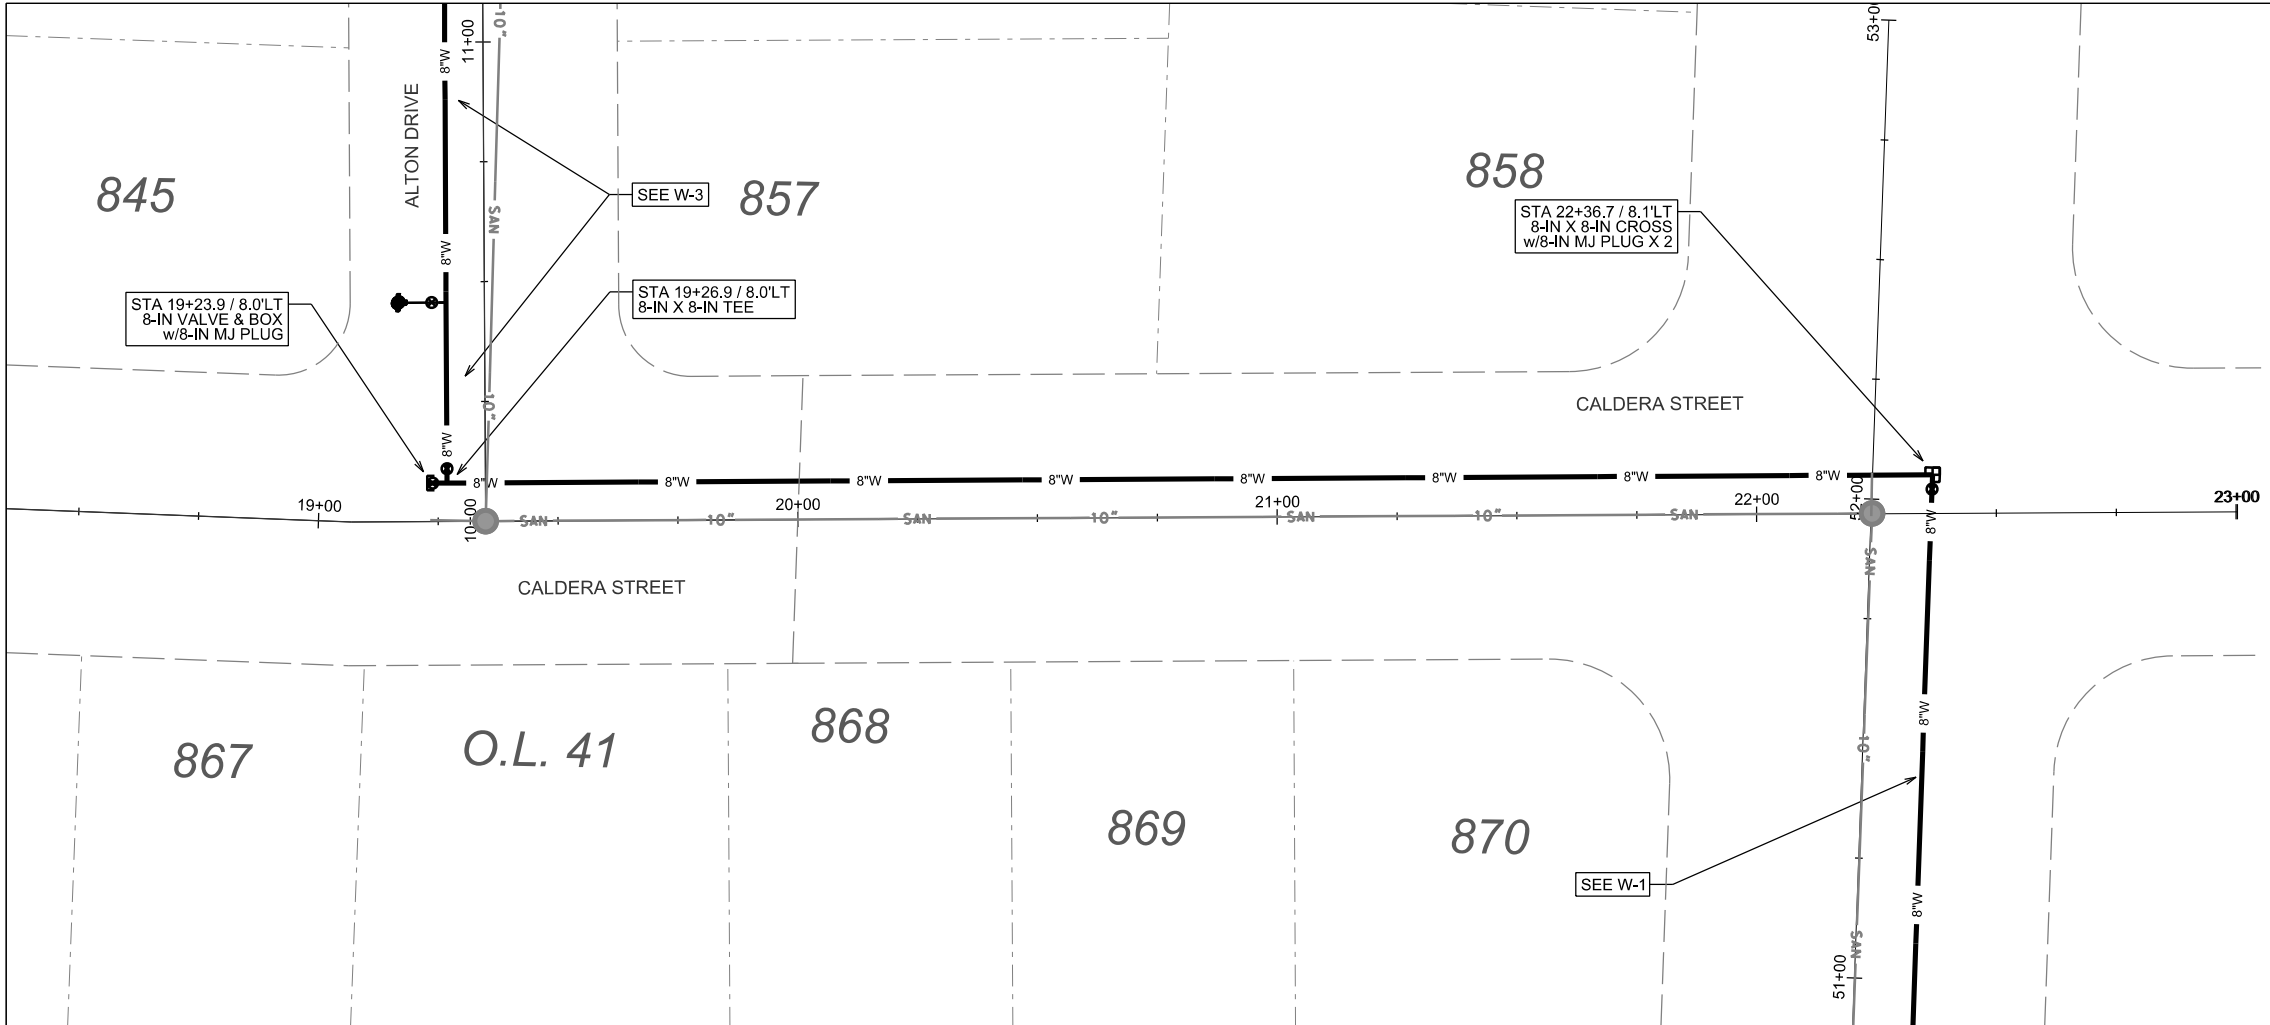 10"
11+00
53+00
8"W
ALTON DRIVE
845
SEE W-3
857
858
SAN
STA 22+36.7 / 8.1'LT
8-IN X 8-IN CROSS
w/8-IN MJ PLUG X 2
8"W
STA 19+23.9 / 8.0'LT
8-IN VALVE & BOX
w/8-IN MJ PLUG
STA 19+26.9 / 8.0'LT
8-IN X 8-IN TEE
10"
CALDERA STREET
8"W
8"W 8"W 8"W 8"W 8"W 8"W 8"W 8"W
19+00 20+00 21+00 22+00 23+00
10+00
52+00
SAN 10" SAN 10" SAN 10" SAN
8"W
SAN
CALDERA STREET
867
O.L. 41
868
8"W
10"
869
870
SEE W-1
8"W
SAN
51+00